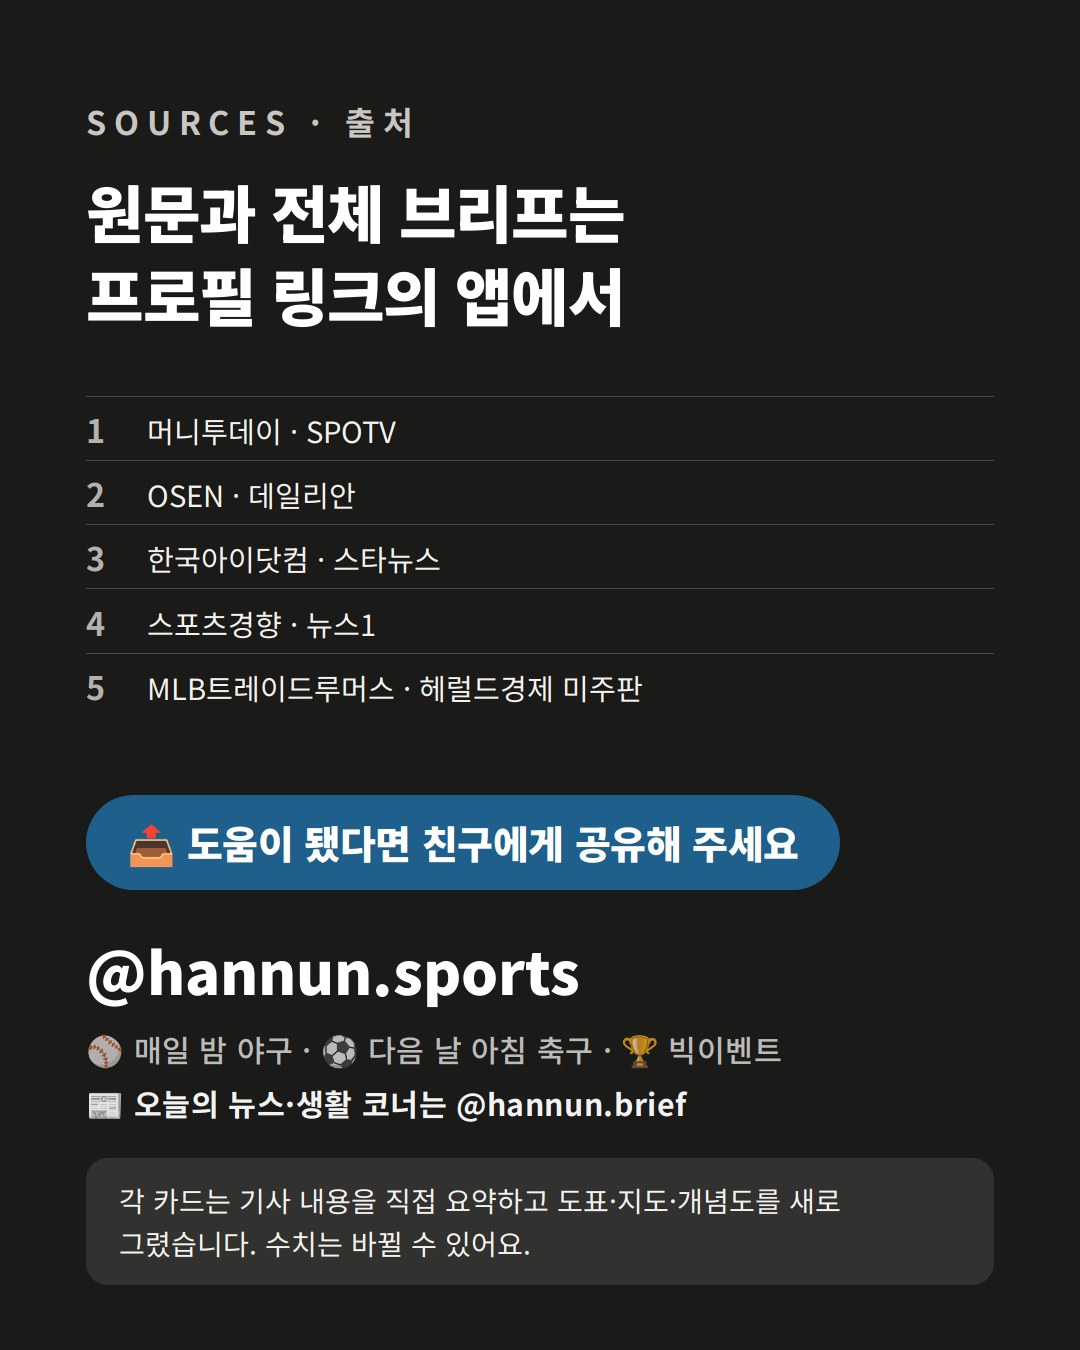 SOURCES · 출처
원문과 전체 브리프는
프로필 링크의 앱에서
1 머니투데이 · SPOTV
2 OSEN · 데일리안
3 한국아이닷컴 · 스타뉴스
4 스포츠경향 · 뉴스1
5 MLB트레이드루머스 · 헤럴드경제 미주판
📤 도움이 됐다면 친구에게 공유해 주세요
@hannun.sports
⚾ 매일 밤 야구 · ⚽ 다음 날 아침 축구 · 🏆 빅이벤트
📰 오늘의 뉴스·생활 코너는 @hannun.brief
각 카드는 기사 내용을 직접 요약하고 도표·지도·개념도를 새로
그렸습니다. 수치는 바뀔 수 있어요.